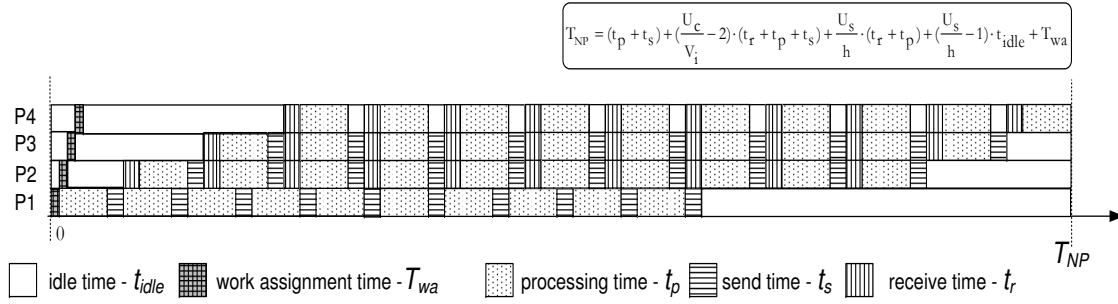 T_NP = (t_p + t_s) + (U_c/V_i − 2)·(t_r + t_p + t_s) + U_s/h·(t_r + t_p) + (U_s/h − 1)·t_idle + T_wa
P4
P3
P2
P1
0
T_NP
idle time - t_idle work assignment time - T_wa processing time - t_p send time - t_s receive time - t_r